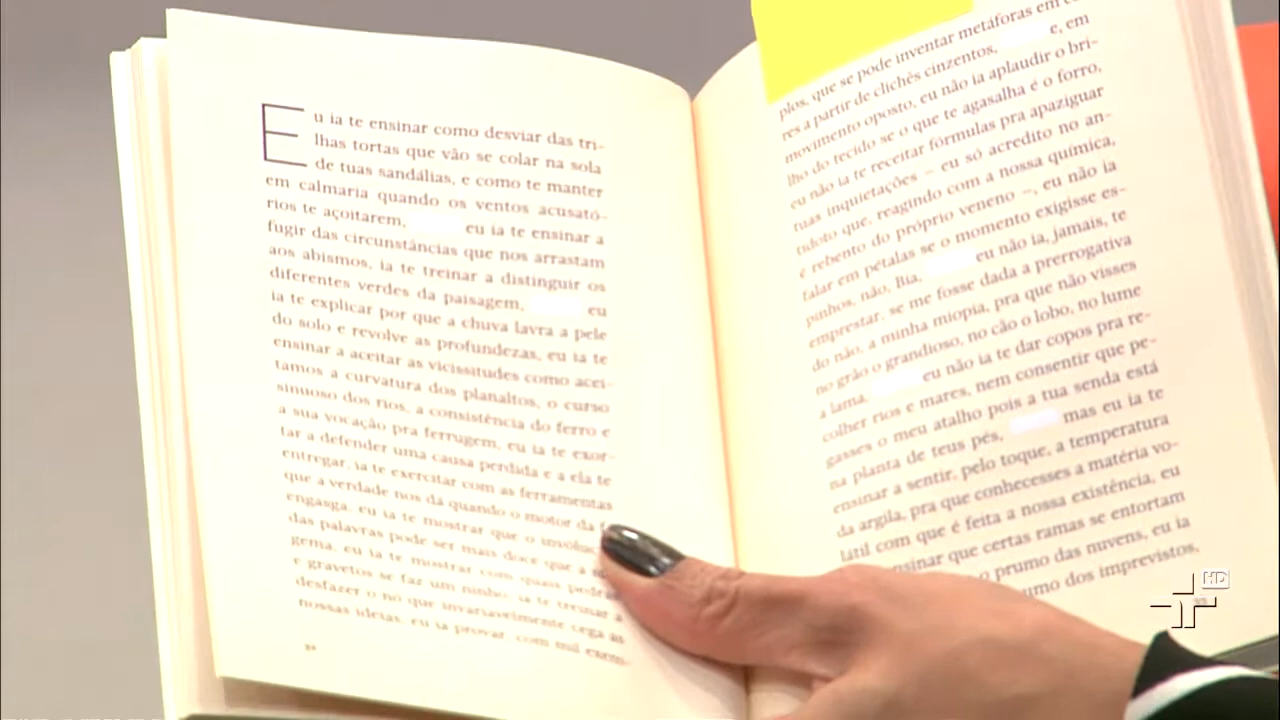 Eu ia te ensinar como desviar das tri-
lhas tortas que vão se colar na sola
de tuas sandálias, e como te manter
em calmaria quando os ventos acusató-
rios te açoitarem, eu ia te ensinar a
fugir das circunstâncias que nos arrastam
aos abismos, ia te treinar a distinguir os
diferentes verdes da paisagem, eu
ia te explicar por que a chuva lavra a pele
do solo e revolve as profundezas, eu ia te
ensinar a aceitar as vicissitudes como acei-
tamos a curvatura dos planaltos, o curso
sinuoso dos rios, a consistência do ferro e
a sua vocação pra ferrugem, eu ia te exor-
tar a defender uma causa perdida e a ela te
entregar, ia te exercitar com as ferramentas
que a verdade nos dá quando o motor da
engasga, eu ia te mostrar que o
das palavras pode ser mais doce que a
gema, eu ia te mostrar com quais
e gravetos se faz um ninho, ia te treinar a
desfazer o nó que invariavelmente cega as
nossas ideias, eu ia provar, com mil exem-
plos, que se pode inventar metáforas em
res a partir de clichês cinzentos, e, em
movimento oposto, eu não ia aplaudir o bri-
lho do tecido se o que te agasalha é o forro,
eu não ia te receitar fórmulas pra apaziguar
tuas inquietações – eu só acredito no an-
tídoto que, reagindo com a nossa química,
é rebento do próprio veneno –, eu não ia
falar em pétalas se o momento exigisse es-
pinhos, não, Bia, eu não ia, jamais, te
emprestar, se me fosse dada a prerrogativa
do não, a minha miopia, pra que não visses
no grão o grandioso, no cão o lobo, no lume
a lama, eu não ia te dar copos pra re-
colher rios e mares, nem consentir que pe-
gasses o meu atalho pois a tua senda está
na planta de teus pés, mas eu ia te
ensinar a sentir, pelo toque, a temperatura
da argila, pra que conhecesses a matéria vo-
látil com que é feita a nossa existência, eu
ensinar que certas ramas se entortam
o prumo das nuvens, eu ia
umo dos imprevistos.
HD